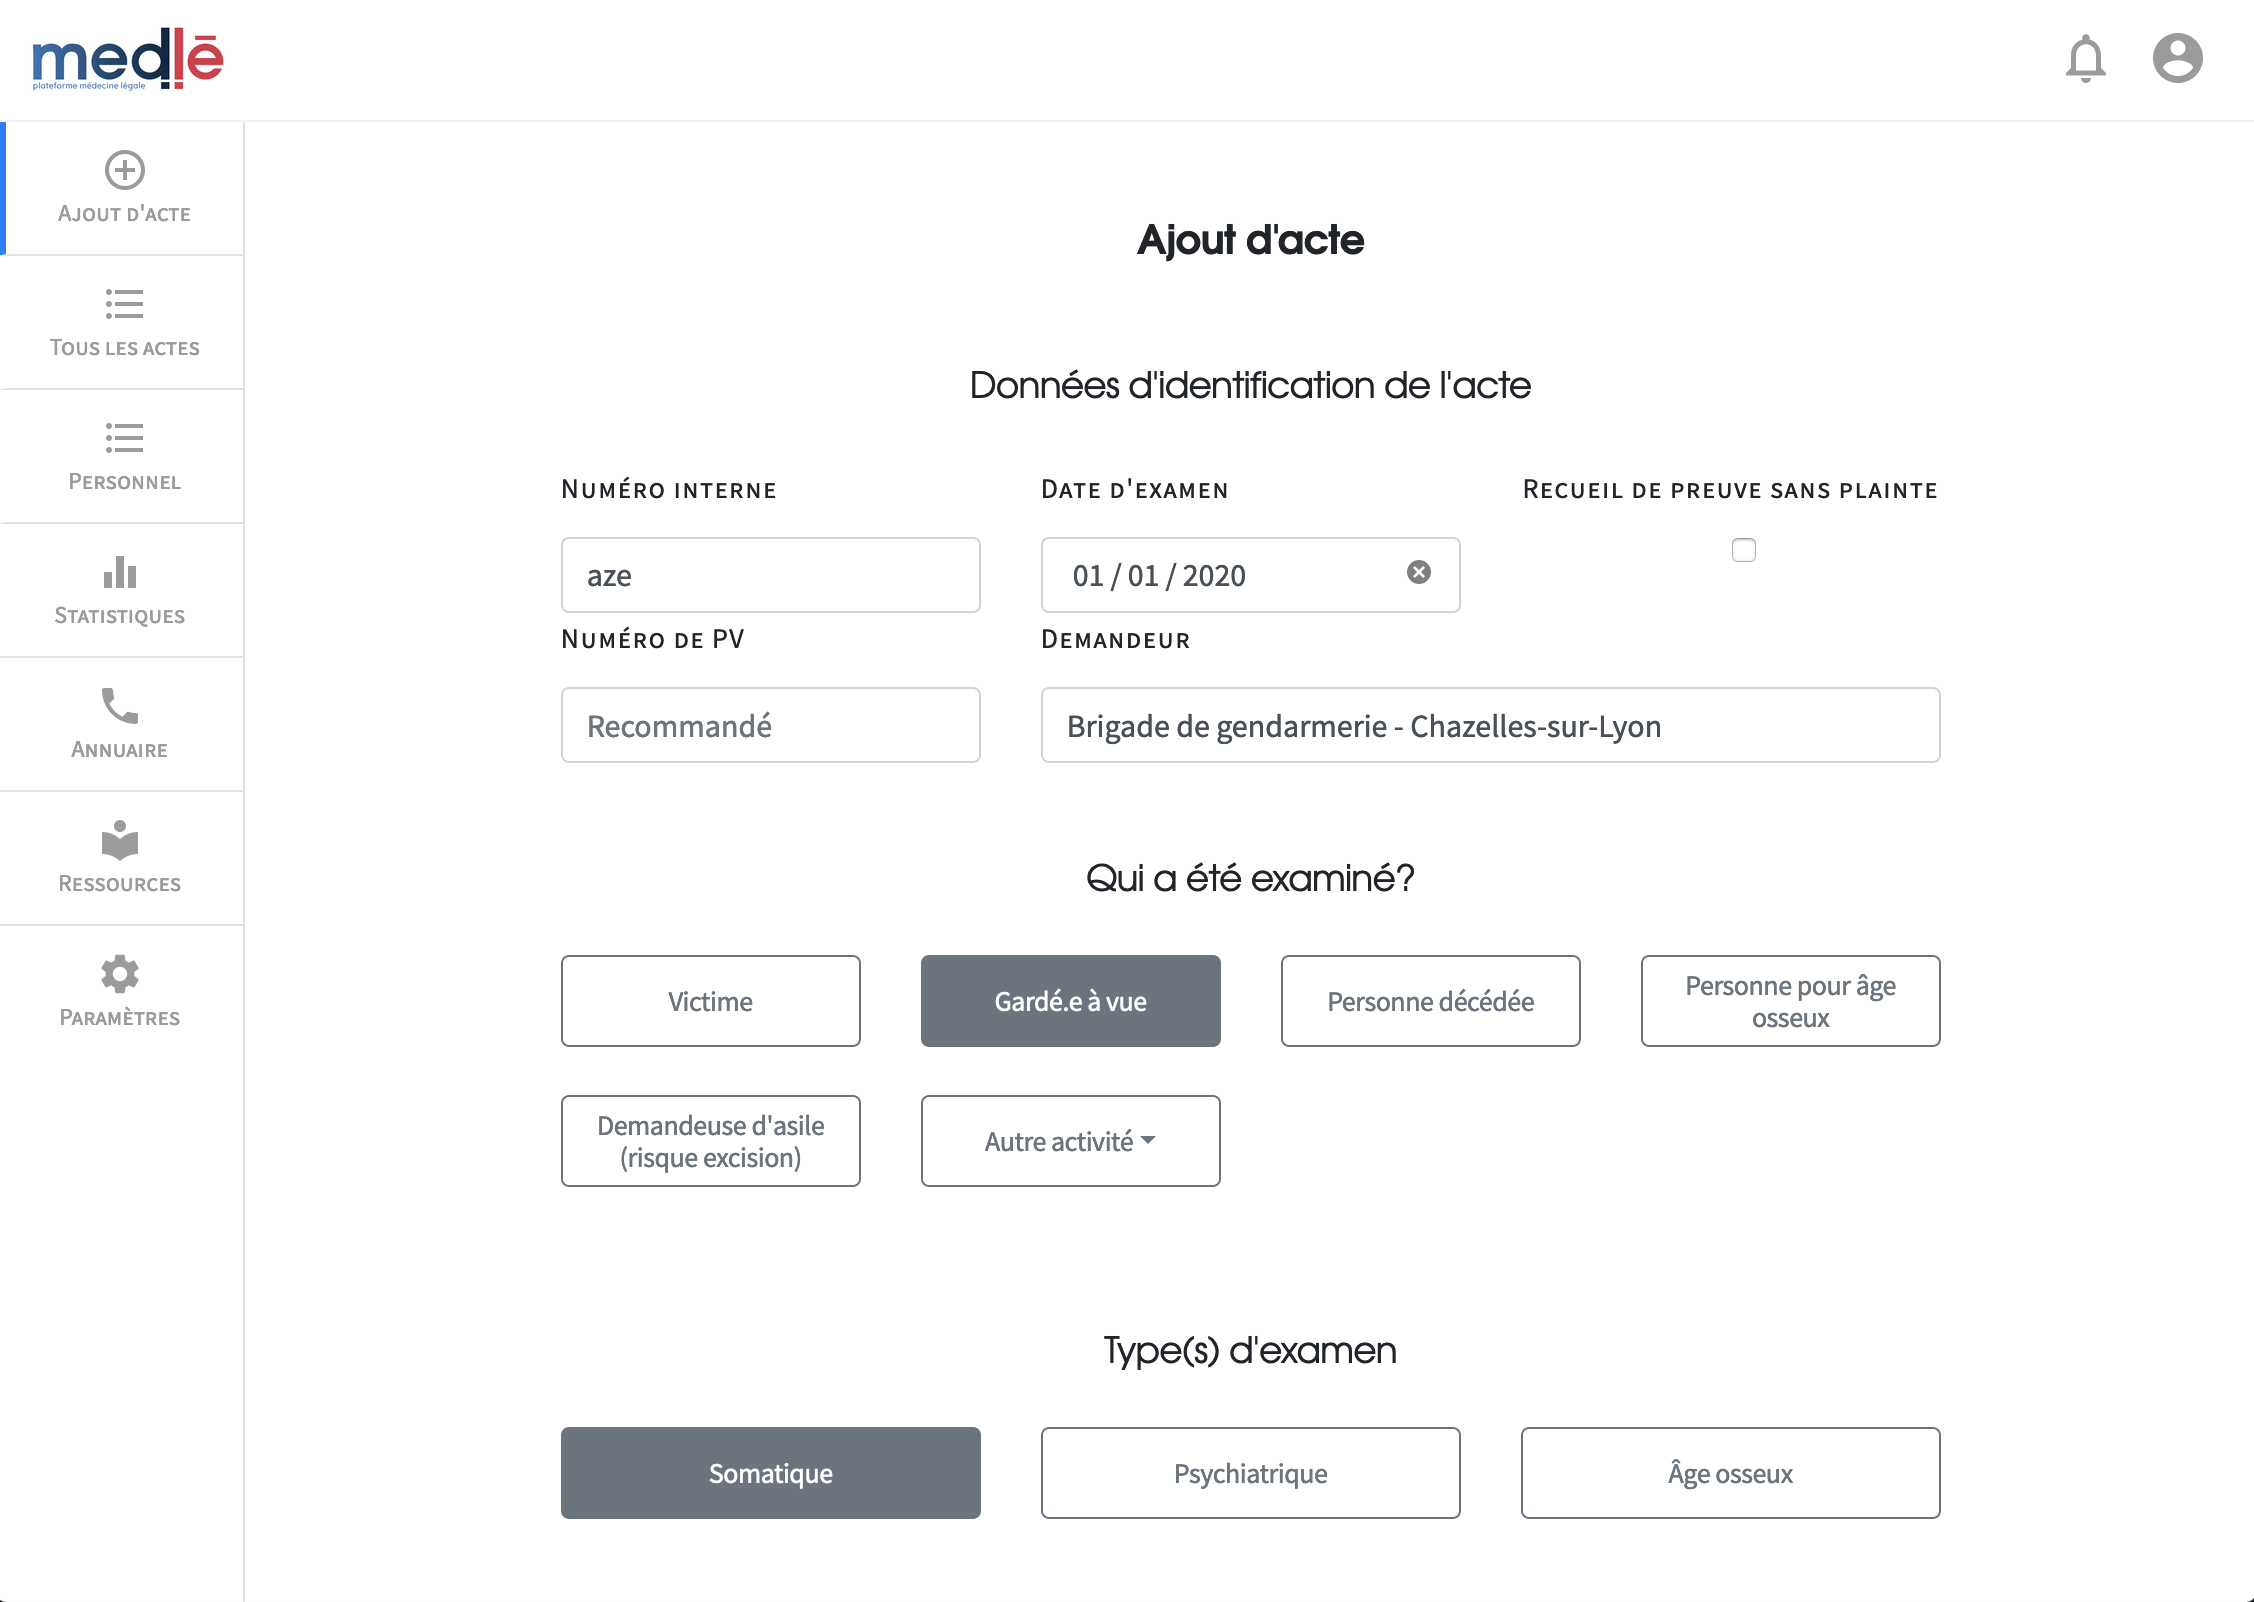 medlē
plateforme médecine légale
Ajout d'acte
Tous les actes
Personnel
Statistiques
Annuaire
Ressources
Paramètres
Ajout d'acte
Données d'identification de l'acte
Numéro interne
Date d'examen
Recueil de preuve sans plainte
aze
01 / 01 / 2020
Numéro de PV
Demandeur
Recommandé
Brigade de gendarmerie - Chazelles-sur-Lyon
Qui a été examiné?
Victime
Gardé.e à vue
Personne décédée
Personne pour âge
osseux
Demandeuse d'asile
(risque excision)
Autre activité
Type(s) d'examen
Somatique
Psychiatrique
Âge osseux